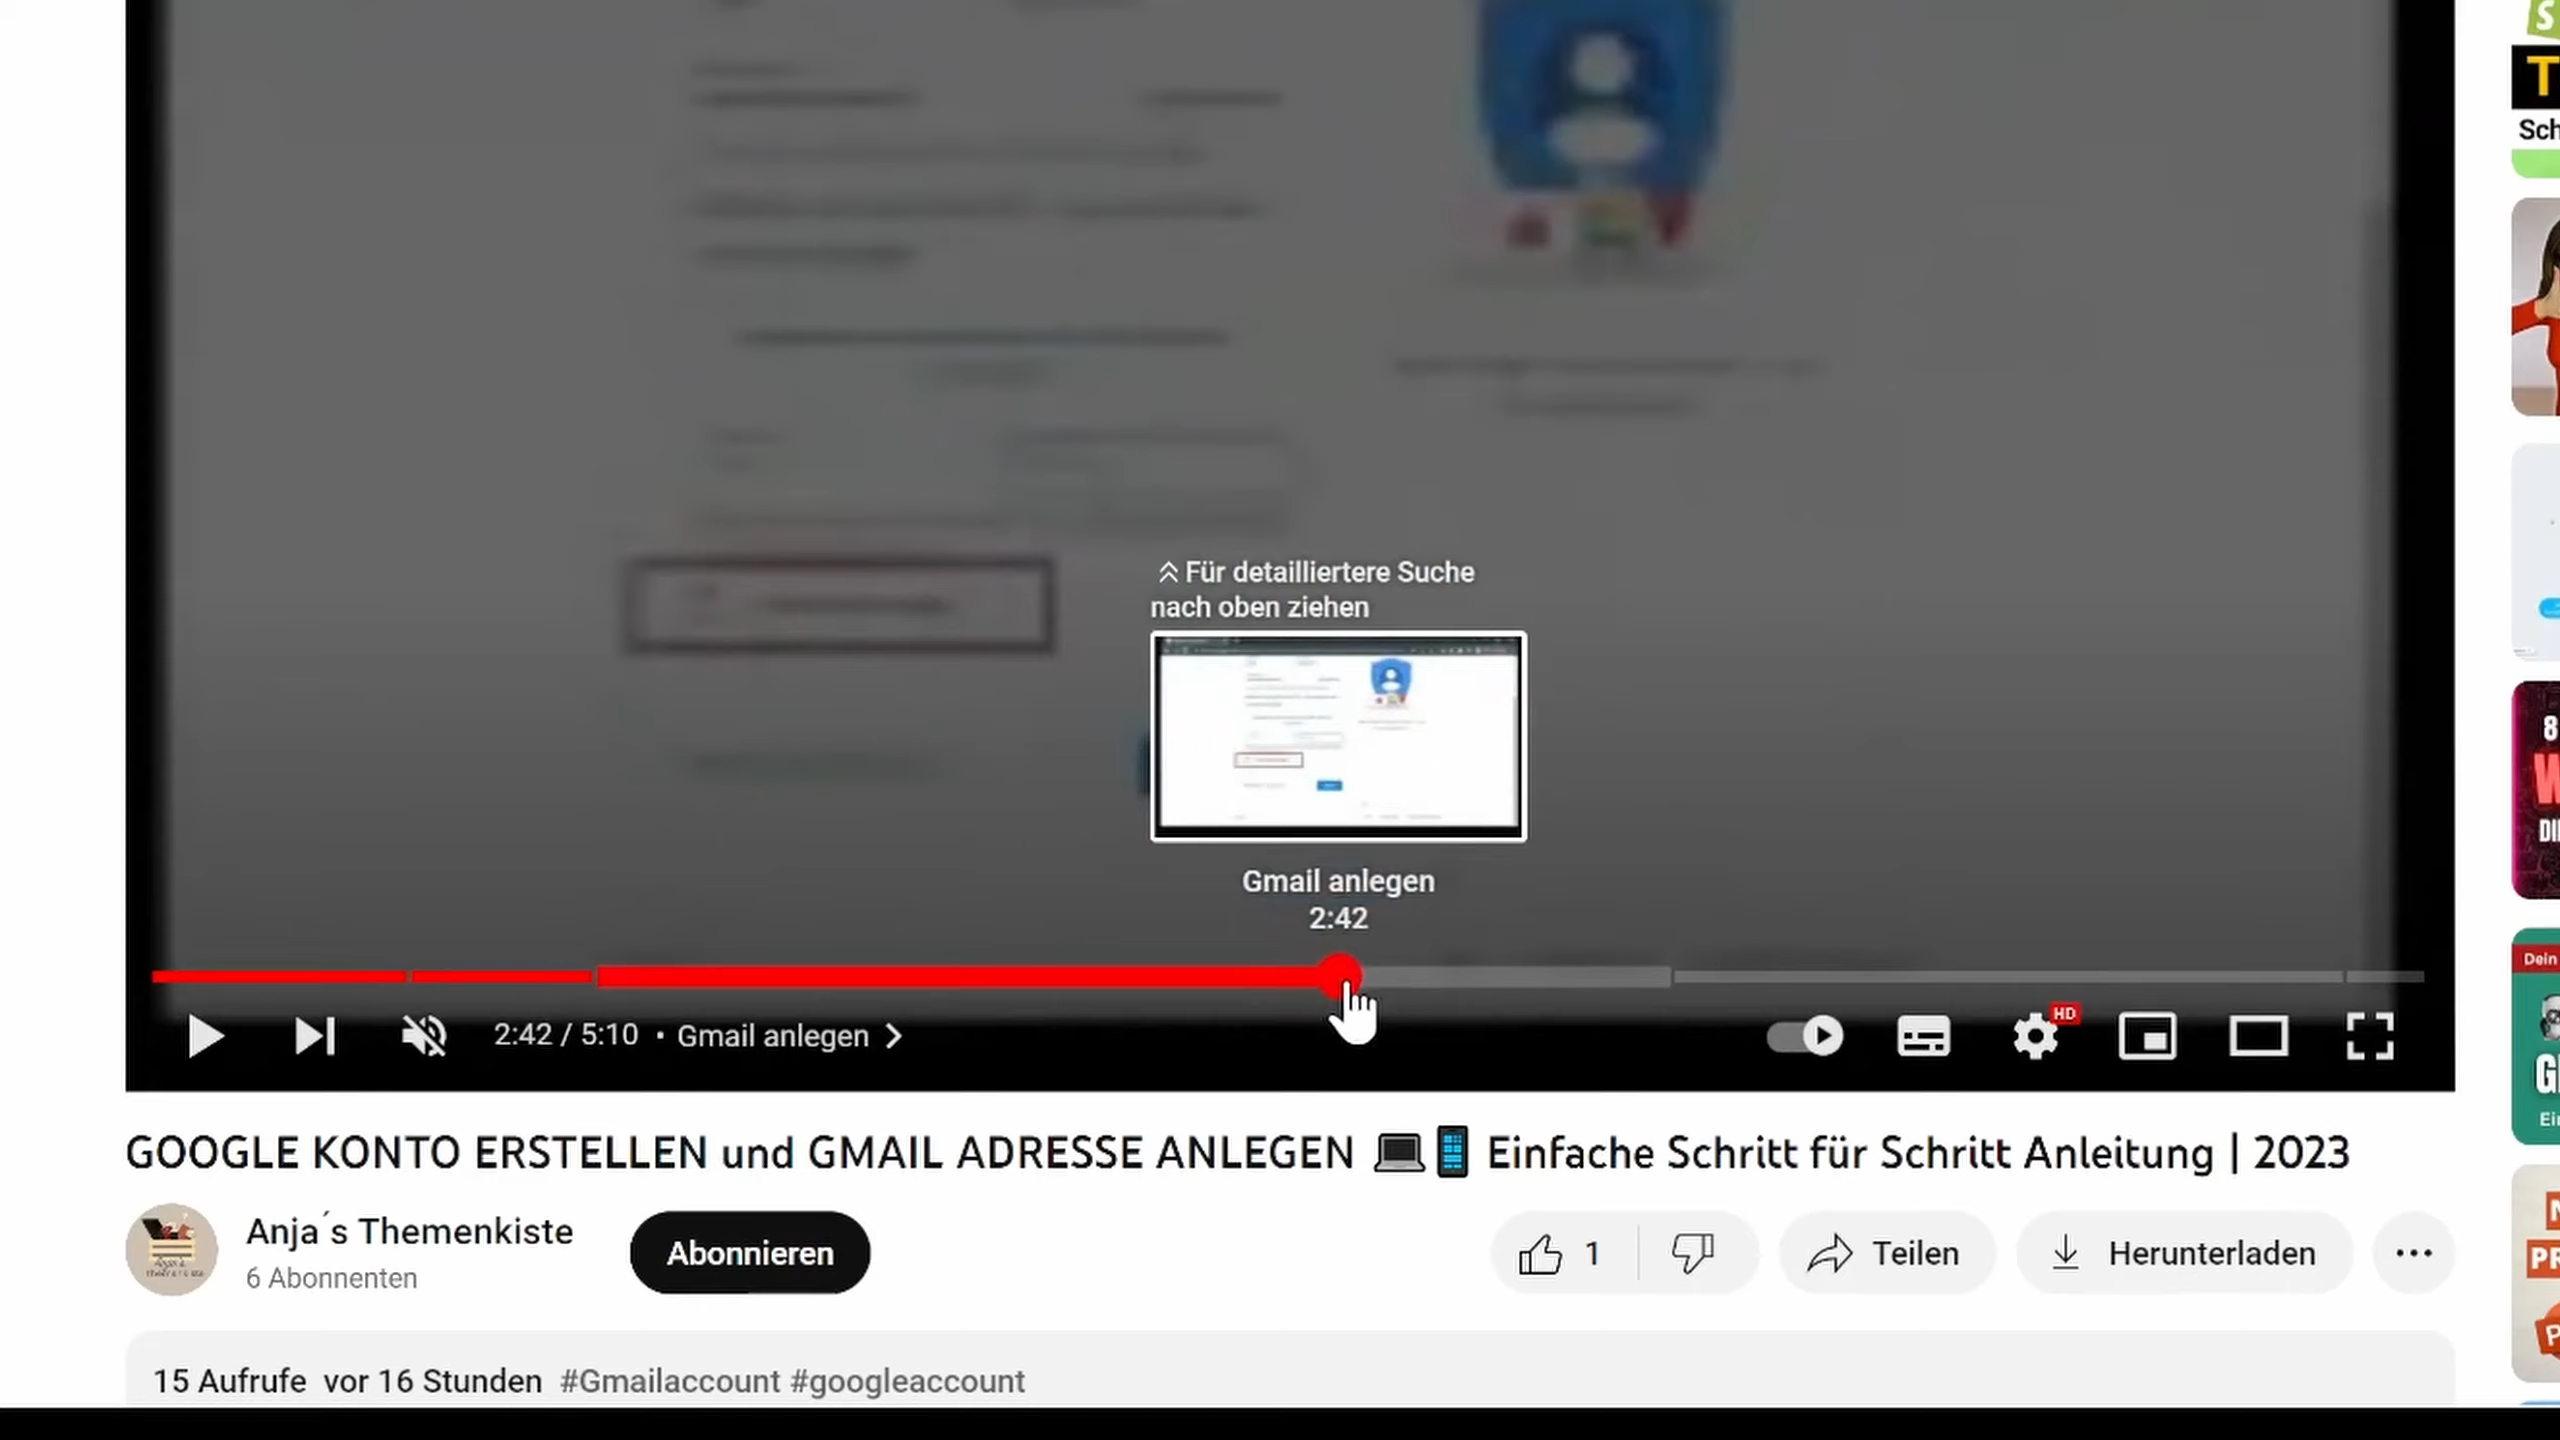 Für detailliertere Suche
nach oben ziehen
Gmail anlegen
2:42
2:42 / 5:10 • Gmail anlegen
HD
GOOGLE KONTO ERSTELLEN und GMAIL ADRESSE ANLEGEN 💻📱 Einfache Schritt für Schritt Anleitung | 2023
Anja´s Themenkiste
6 Abonnenten
Abonnieren
1
Teilen
Herunterladen
15 Aufrufe vor 16 Stunden #Gmailaccount #googleaccount
Dein